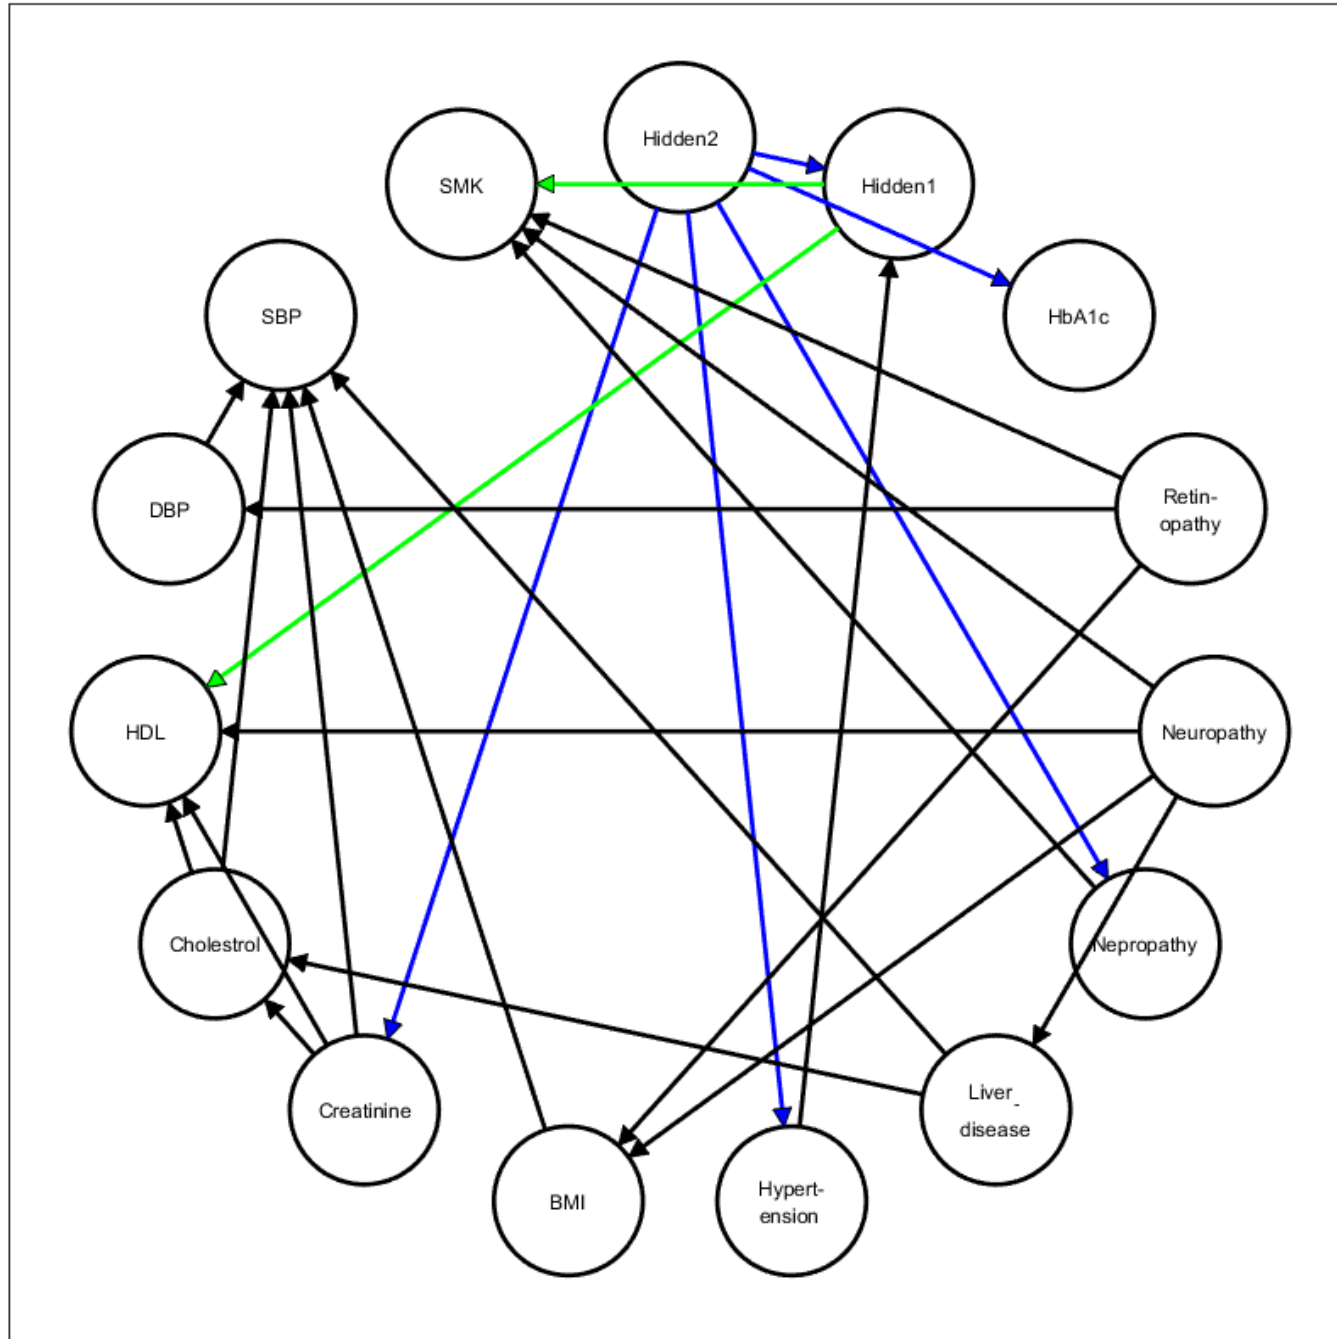 Hidden2
SMK
Hidden1
SBP
HbA1c
DBP
Retin-
opathy
HDL
Neuropathy
Cholestrol
Nepropathy
Creatinine
Liver_
disease
BMI
Hypert-
ension